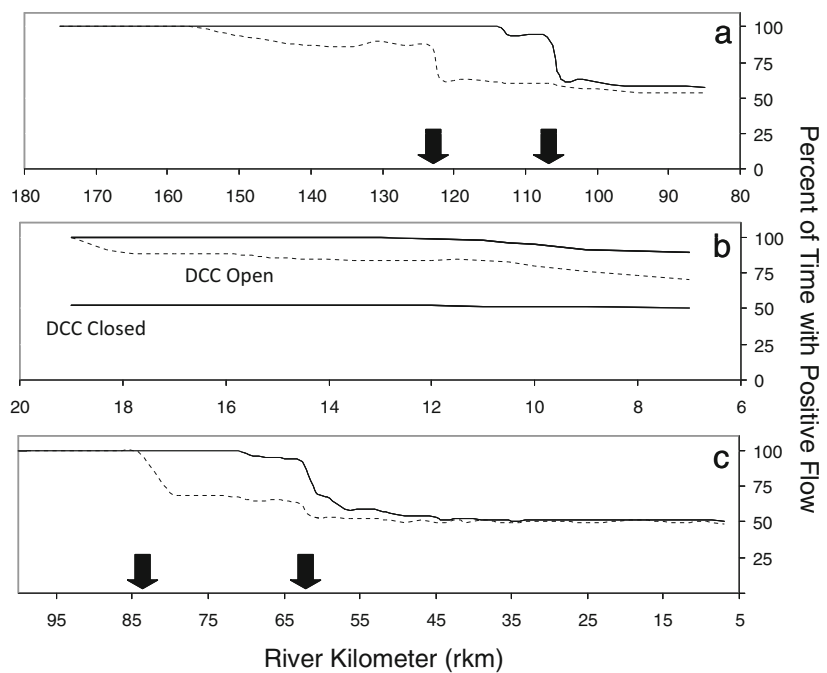 a
100
75
50
25
0
180 170 160 150 140 130 120 110 100 90 80
b
100
75
50
25
0
DCC Open
DCC Closed
20 18 16 14 12 10 8 6
c
100
75
50
25
95 85 75 65 55 45 35 25 15 5
River Kilometer (rkm)
Percent of Time with Positive Flow